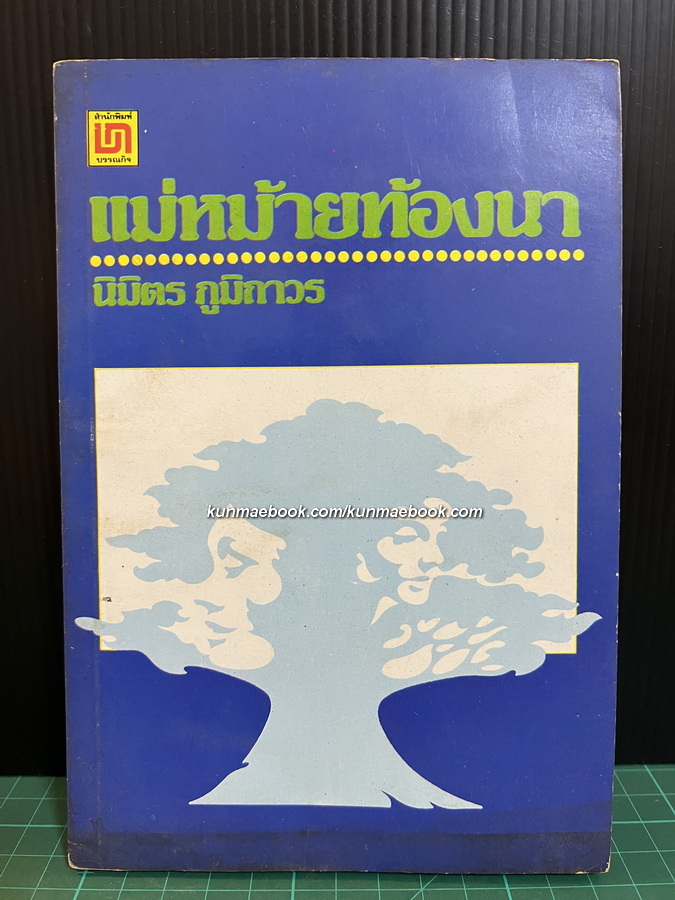 สำนักพิมพ์
บรรณกิจ
แม่หม้ายท้องนา
นิมิตร ภูมิถาวร
kunmaebook.com/kunmaebook.com